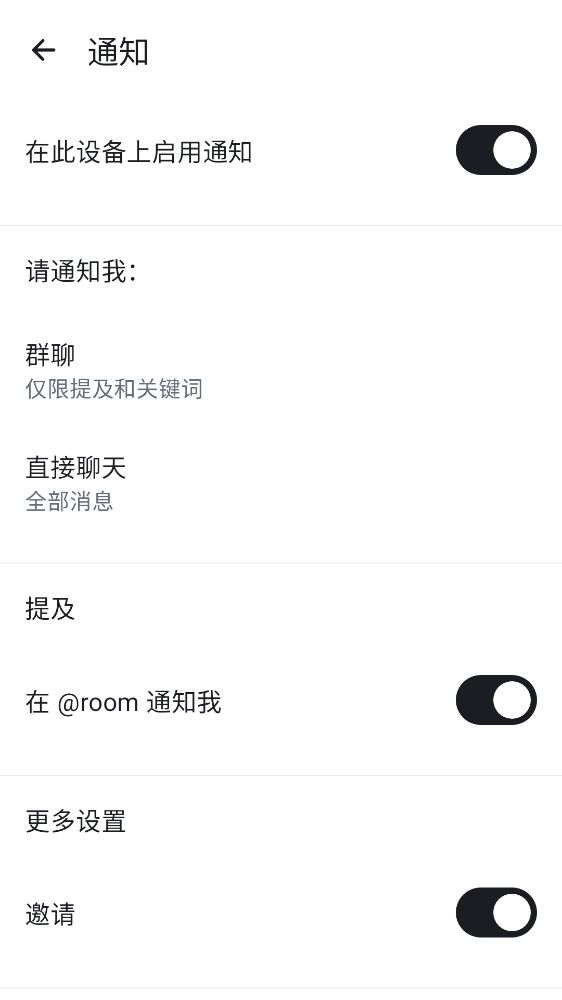 通知
在此设备上启用通知
请通知我：
群聊
仅限提及和关键词
直接聊天
全部消息
提及
在 @room 通知我
更多设置
邀请